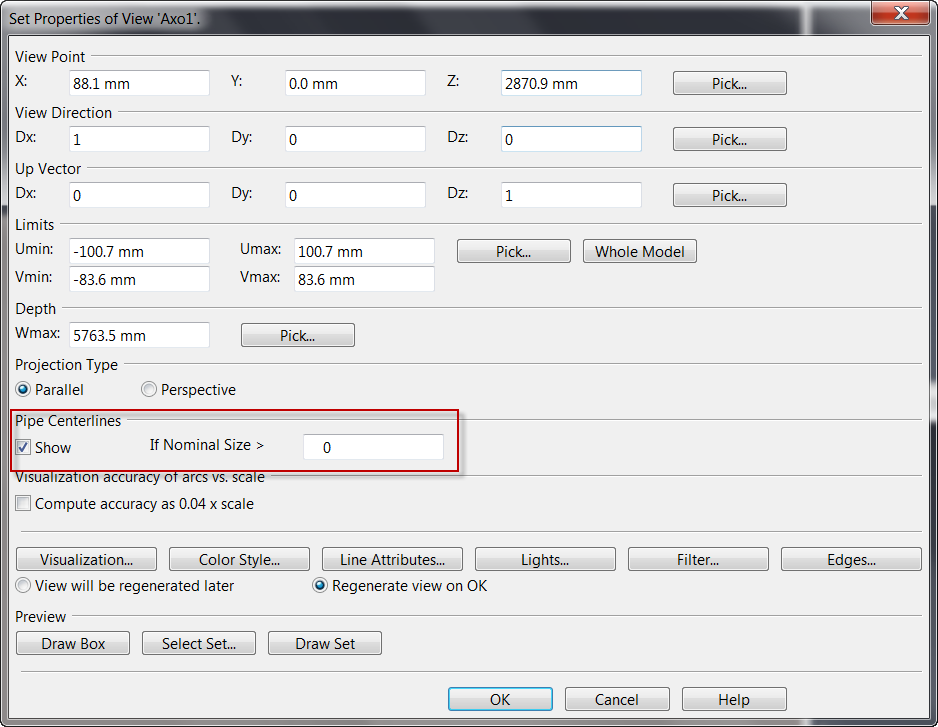 Set Properties of View 'Axo1'.
View Point
X: 88.1 mm Y: 0.0 mm Z: 2870.9 mm Pick...
View Direction
Dx: 1 Dy: 0 Dz: 0 Pick...
Up Vector
Dx: 0 Dy: 0 Dz: 1 Pick...
Limits
Umin: -100.7 mm Umax: 100.7 mm Pick... Whole Model
Vmin: -83.6 mm Vmax: 83.6 mm
Depth
Wmax: 5763.5 mm Pick...
Projection Type
Parallel Perspective
Pipe Centerlines
Show If Nominal Size > 0
Visualization accuracy of arcs vs. scale
Compute accuracy as 0.04 x scale
Visualization... Color Style... Line Attributes... Lights... Filter... Edges...
View will be regenerated later Regenerate view on OK
Preview
Draw Box Select Set... Draw Set
OK Cancel Help